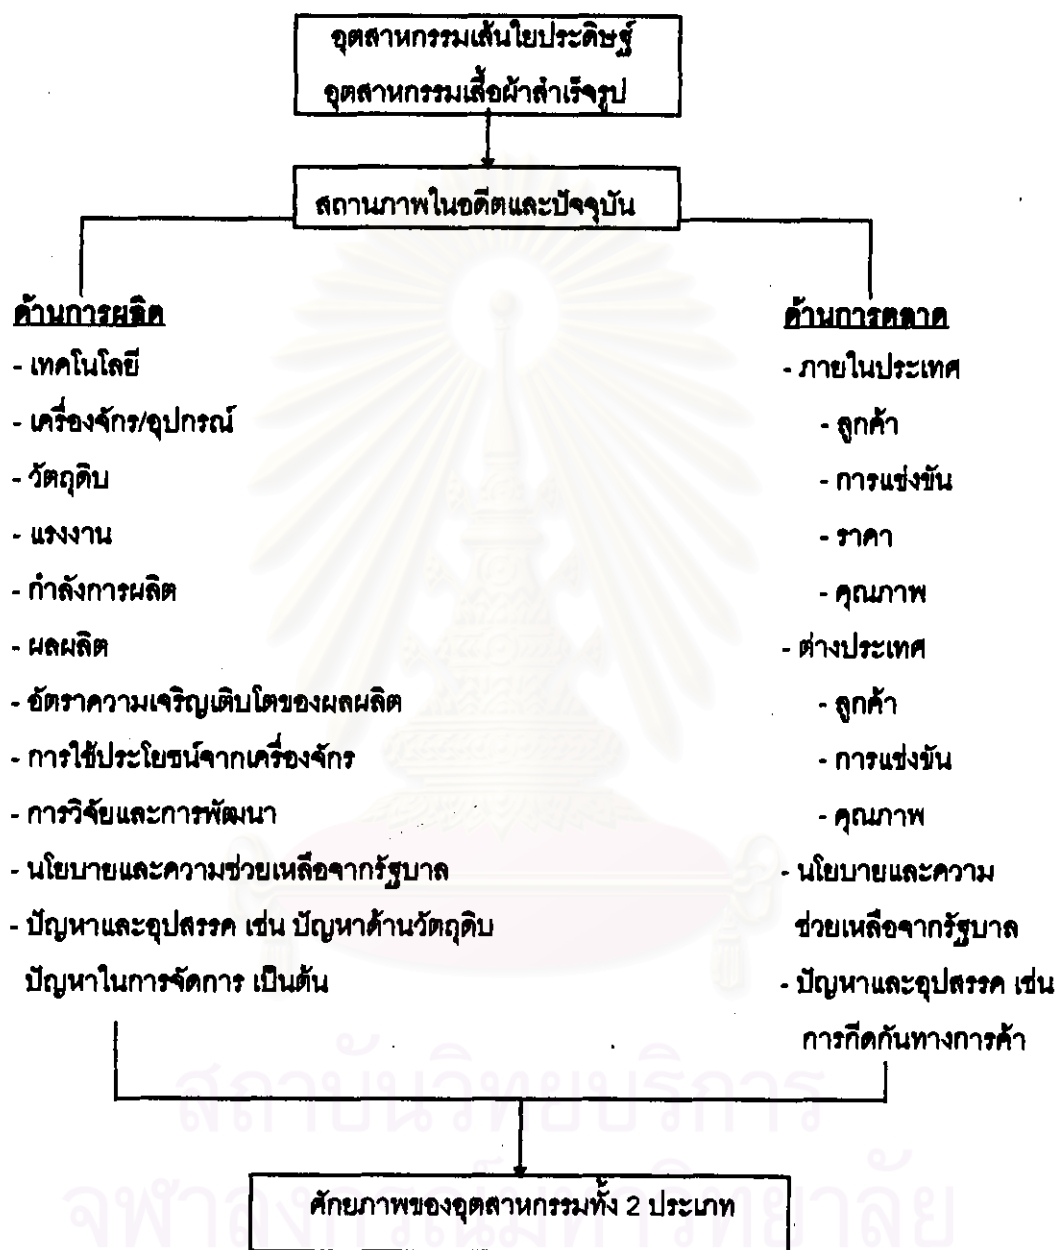 อุตสาหกรรมเส้นใยประดิษฐ์
อุตสาหกรรมเสื้อผ้าสำเร็จรูป
สถานภาพในอดีตและปัจจุบัน
ด้านการผลิต
- เทคโนโลยี
- เครื่องจักร/อุปกรณ์
- วัตถุดิบ
- แรงงาน
- กำลังการผลิต
- ผลผลิต
- อัตราความเจริญเติบโตของผลผลิต
- การใช้ประโยชน์จากเครื่องจักร
- การวิจัยและการพัฒนา
- นโยบายและความช่วยเหลือจากรัฐบาล
- ปัญหาและอุปสรรค เช่น ปัญหาด้านวัตถุดิบ
ปัญหาในการจัดการ เป็นต้น
ด้านการตลาด
- ภายในประเทศ
- ลูกค้า
- การแข่งขัน
- ราคา
- คุณภาพ
- ต่างประเทศ
- ลูกค้า
- การแข่งขัน
- คุณภาพ
- นโยบายและความ
ช่วยเหลือจากรัฐบาล
- ปัญหาและอุปสรรค เช่น
การกีดกันทางการค้า
สถาบันวิทยบริการ
ศักยภาพของอุตสาหกรรมทั้ง 2 ประเภท
จุฬาลงกรณ์มหาวิทยาลัย